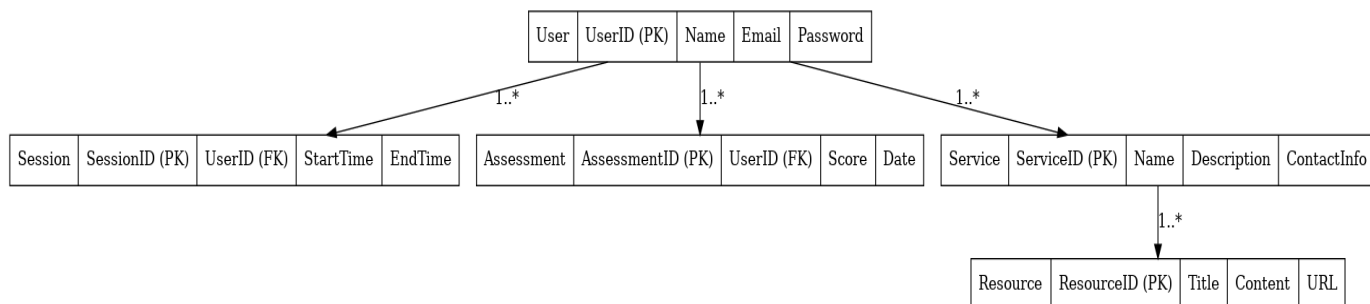 User UserID (PK) Name Email Password
1..* 1..* 1..*
Session SessionID (PK) UserID (FK) StartTime EndTime
Assessment AssessmentID (PK) UserID (FK) Score Date
Service ServiceID (PK) Name Description ContactInfo
1..*
Resource ResourceID (PK) Title Content URL